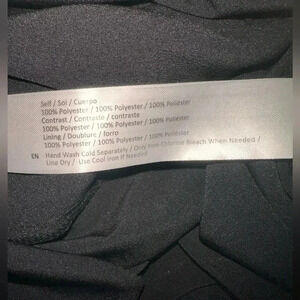 Self / Soi / Cuerpo
100% Polyester / 100% Polyester / 100% Poliéster
Contrast / Contraste / contraste
100% Polyester / 100% Polyester / 100% Poliéster
Lining / Doublure / forro
100% Polyester / 100% Polyester / 100% Poliéster
EN Hand Wash Cold Separately / Only Non-Chlorine Bleach When Needed /
Line Dry / Use Cool Iron If Needed